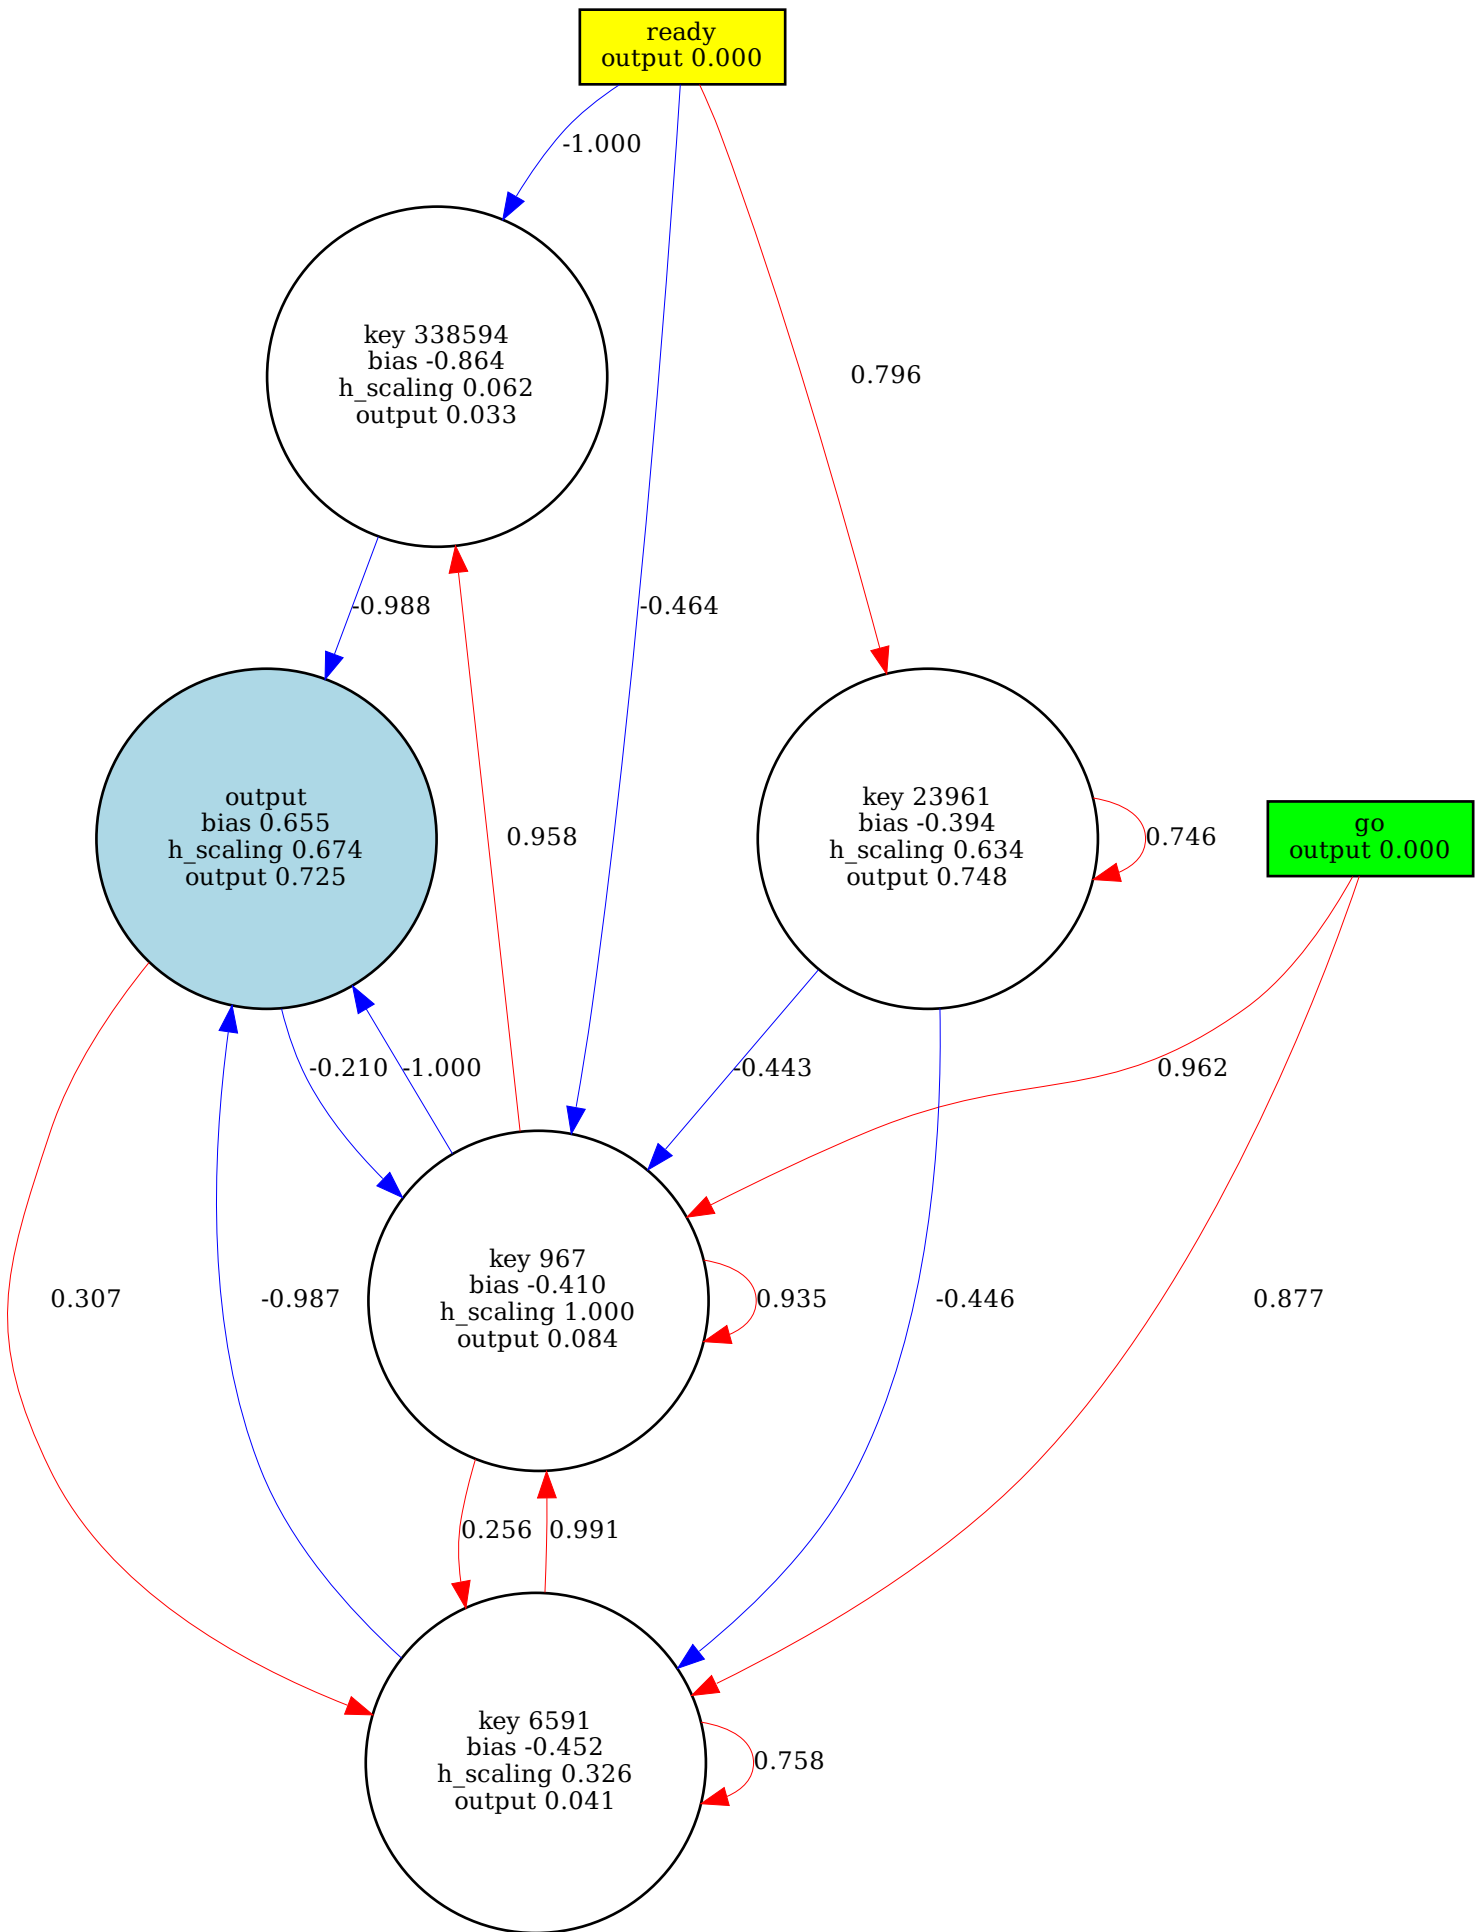 ready
output 0.000
-1.000
key 338594
bias -0.864
h_scaling 0.062
output 0.033
0.796
-0.988
-0.464
output
bias 0.655
h_scaling 0.674
output 0.725
0.958
key 23961
bias -0.394
h_scaling 0.634
output 0.748
0.746
go
output 0.000
-0.210
-1.000
-0.443
0.962
0.307
-0.987
key 967
bias -0.410
h_scaling 1.000
output 0.084
0.935
-0.446
0.877
0.256
0.991
key 6591
bias -0.452
h_scaling 0.326
output 0.041
0.758